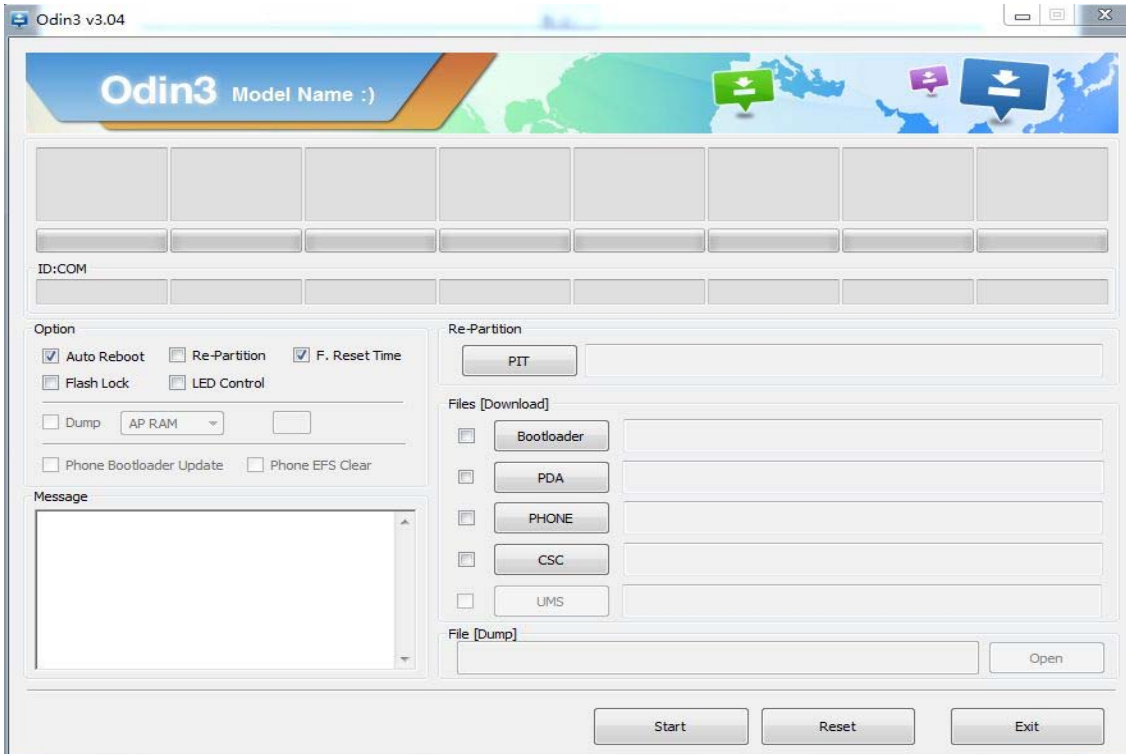 Odin3 v3.04
Odin3 Model Name :)
ID:COM
Option
Auto Reboot Re-Partition F. Reset Time
Flash Lock LED Control
Dump AP RAM
Phone Bootloader Update Phone EFS Clear
Message
Re-Partition
PIT
Files [Download]
Bootloader
PDA
PHONE
CSC
UMS
File [Dump]
Open
Start Reset Exit